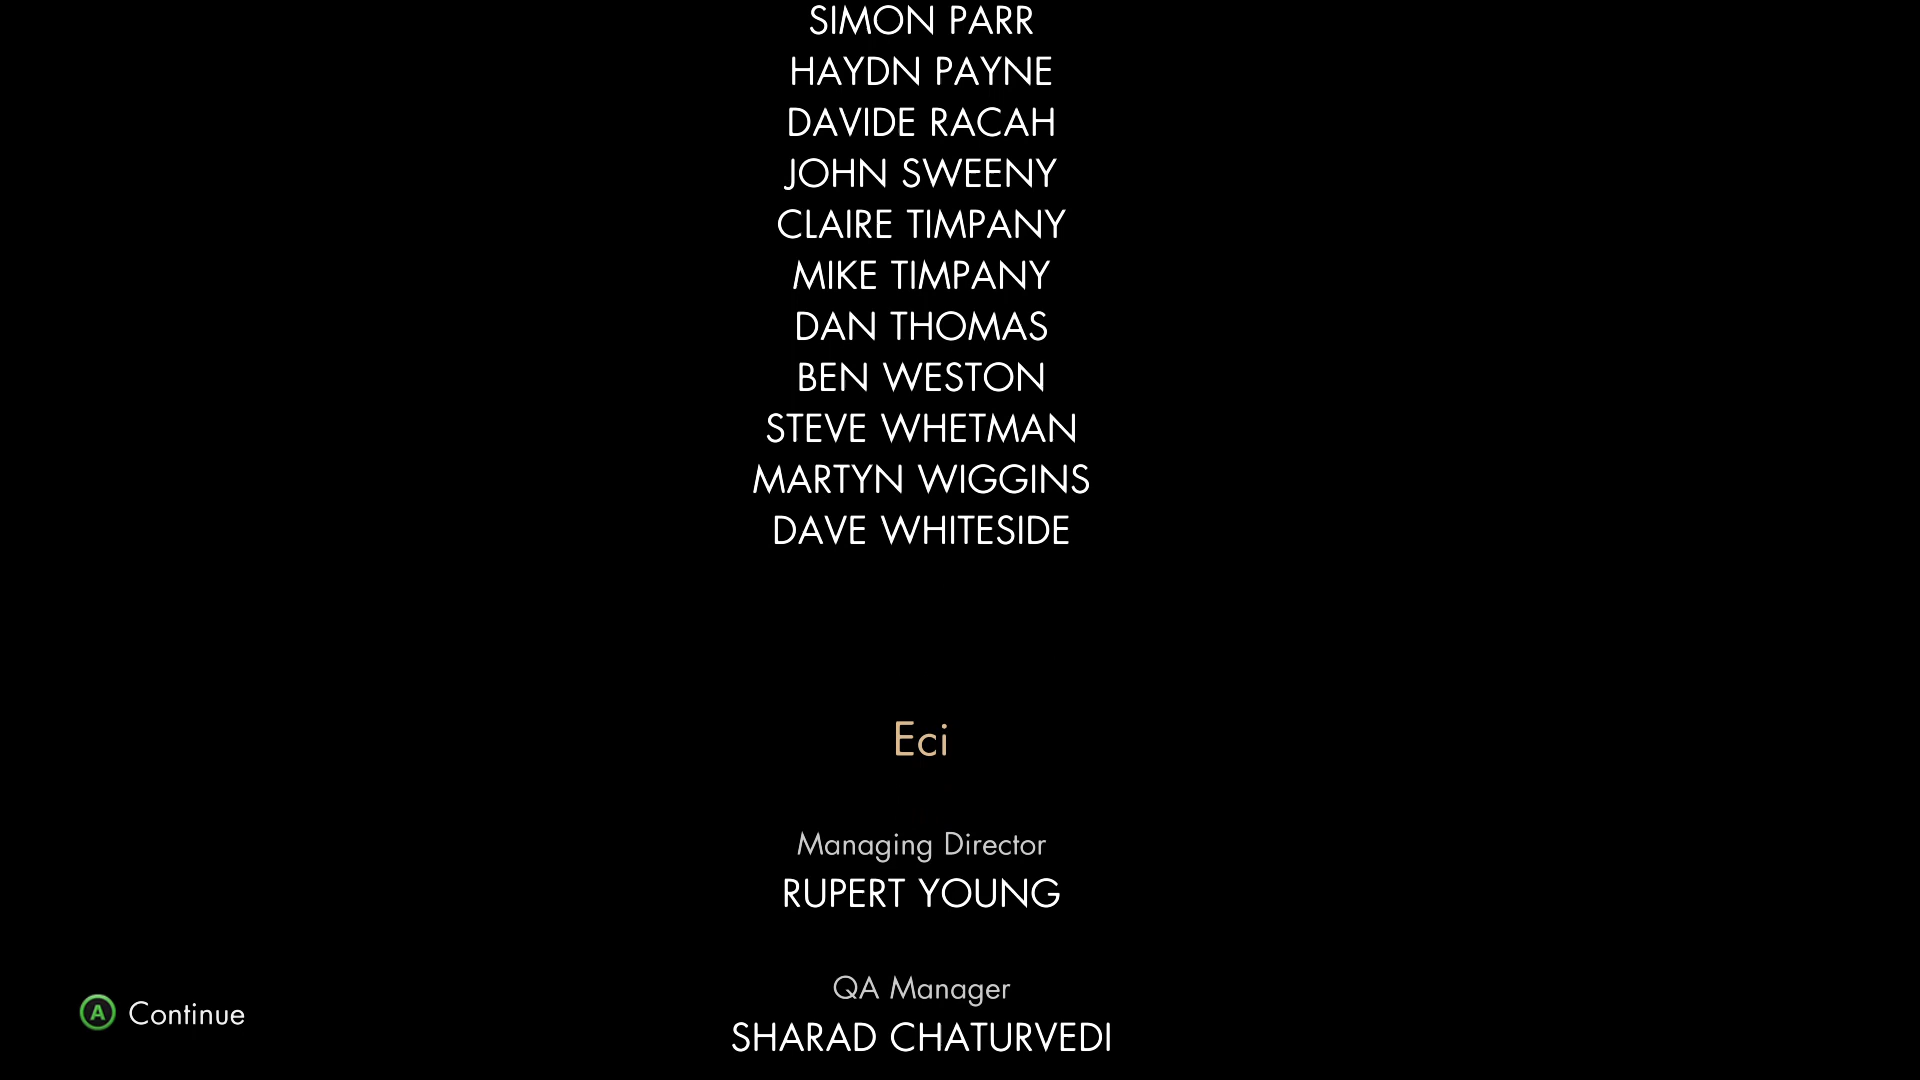 SIMON PARR
HAYDN PAYNE
DAVIDE RACAH
JOHN SWEENY
CLAIRE TIMPANY
MIKE TIMPANY
DAN THOMAS
BEN WESTON
STEVE WHETMAN
MARTYN WIGGINS
DAVE WHITESIDE
Eci
Managing Director
RUPERT YOUNG
QA Manager
SHARAD CHATURVEDI
A Continue